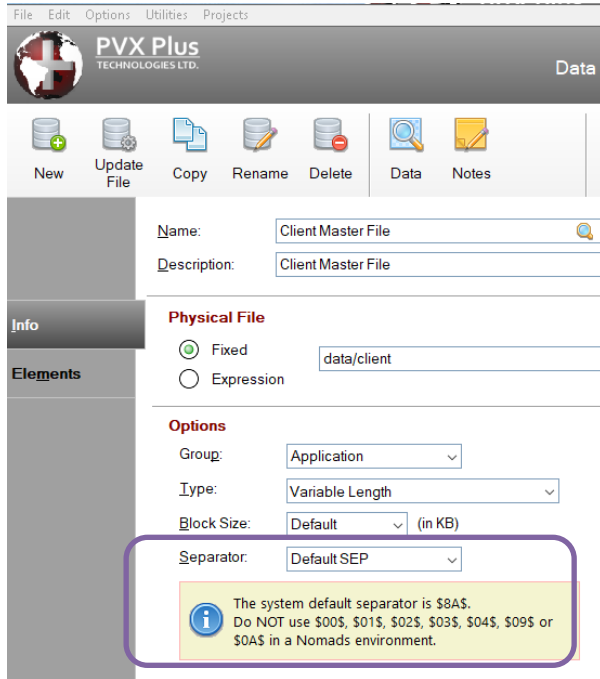 File Edit Options Utilities Projects
PVX Plus
TECHNOLOGIES LTD.
Data
New
Update File
Copy
Rename
Delete
Data
Notes
Name: Client Master File
Description: Client Master File
Info
Elements
Physical File
Fixed
Expression
data/client
Options
Group: Application
Type: Variable Length
Block Size: Default (in KB)
Separator: Default SEP
The system default separator is $8A$.
Do NOT use $00$, $01$, $02$, $03$, $04$, $09$ or
$0A$ in a Nomads environment.